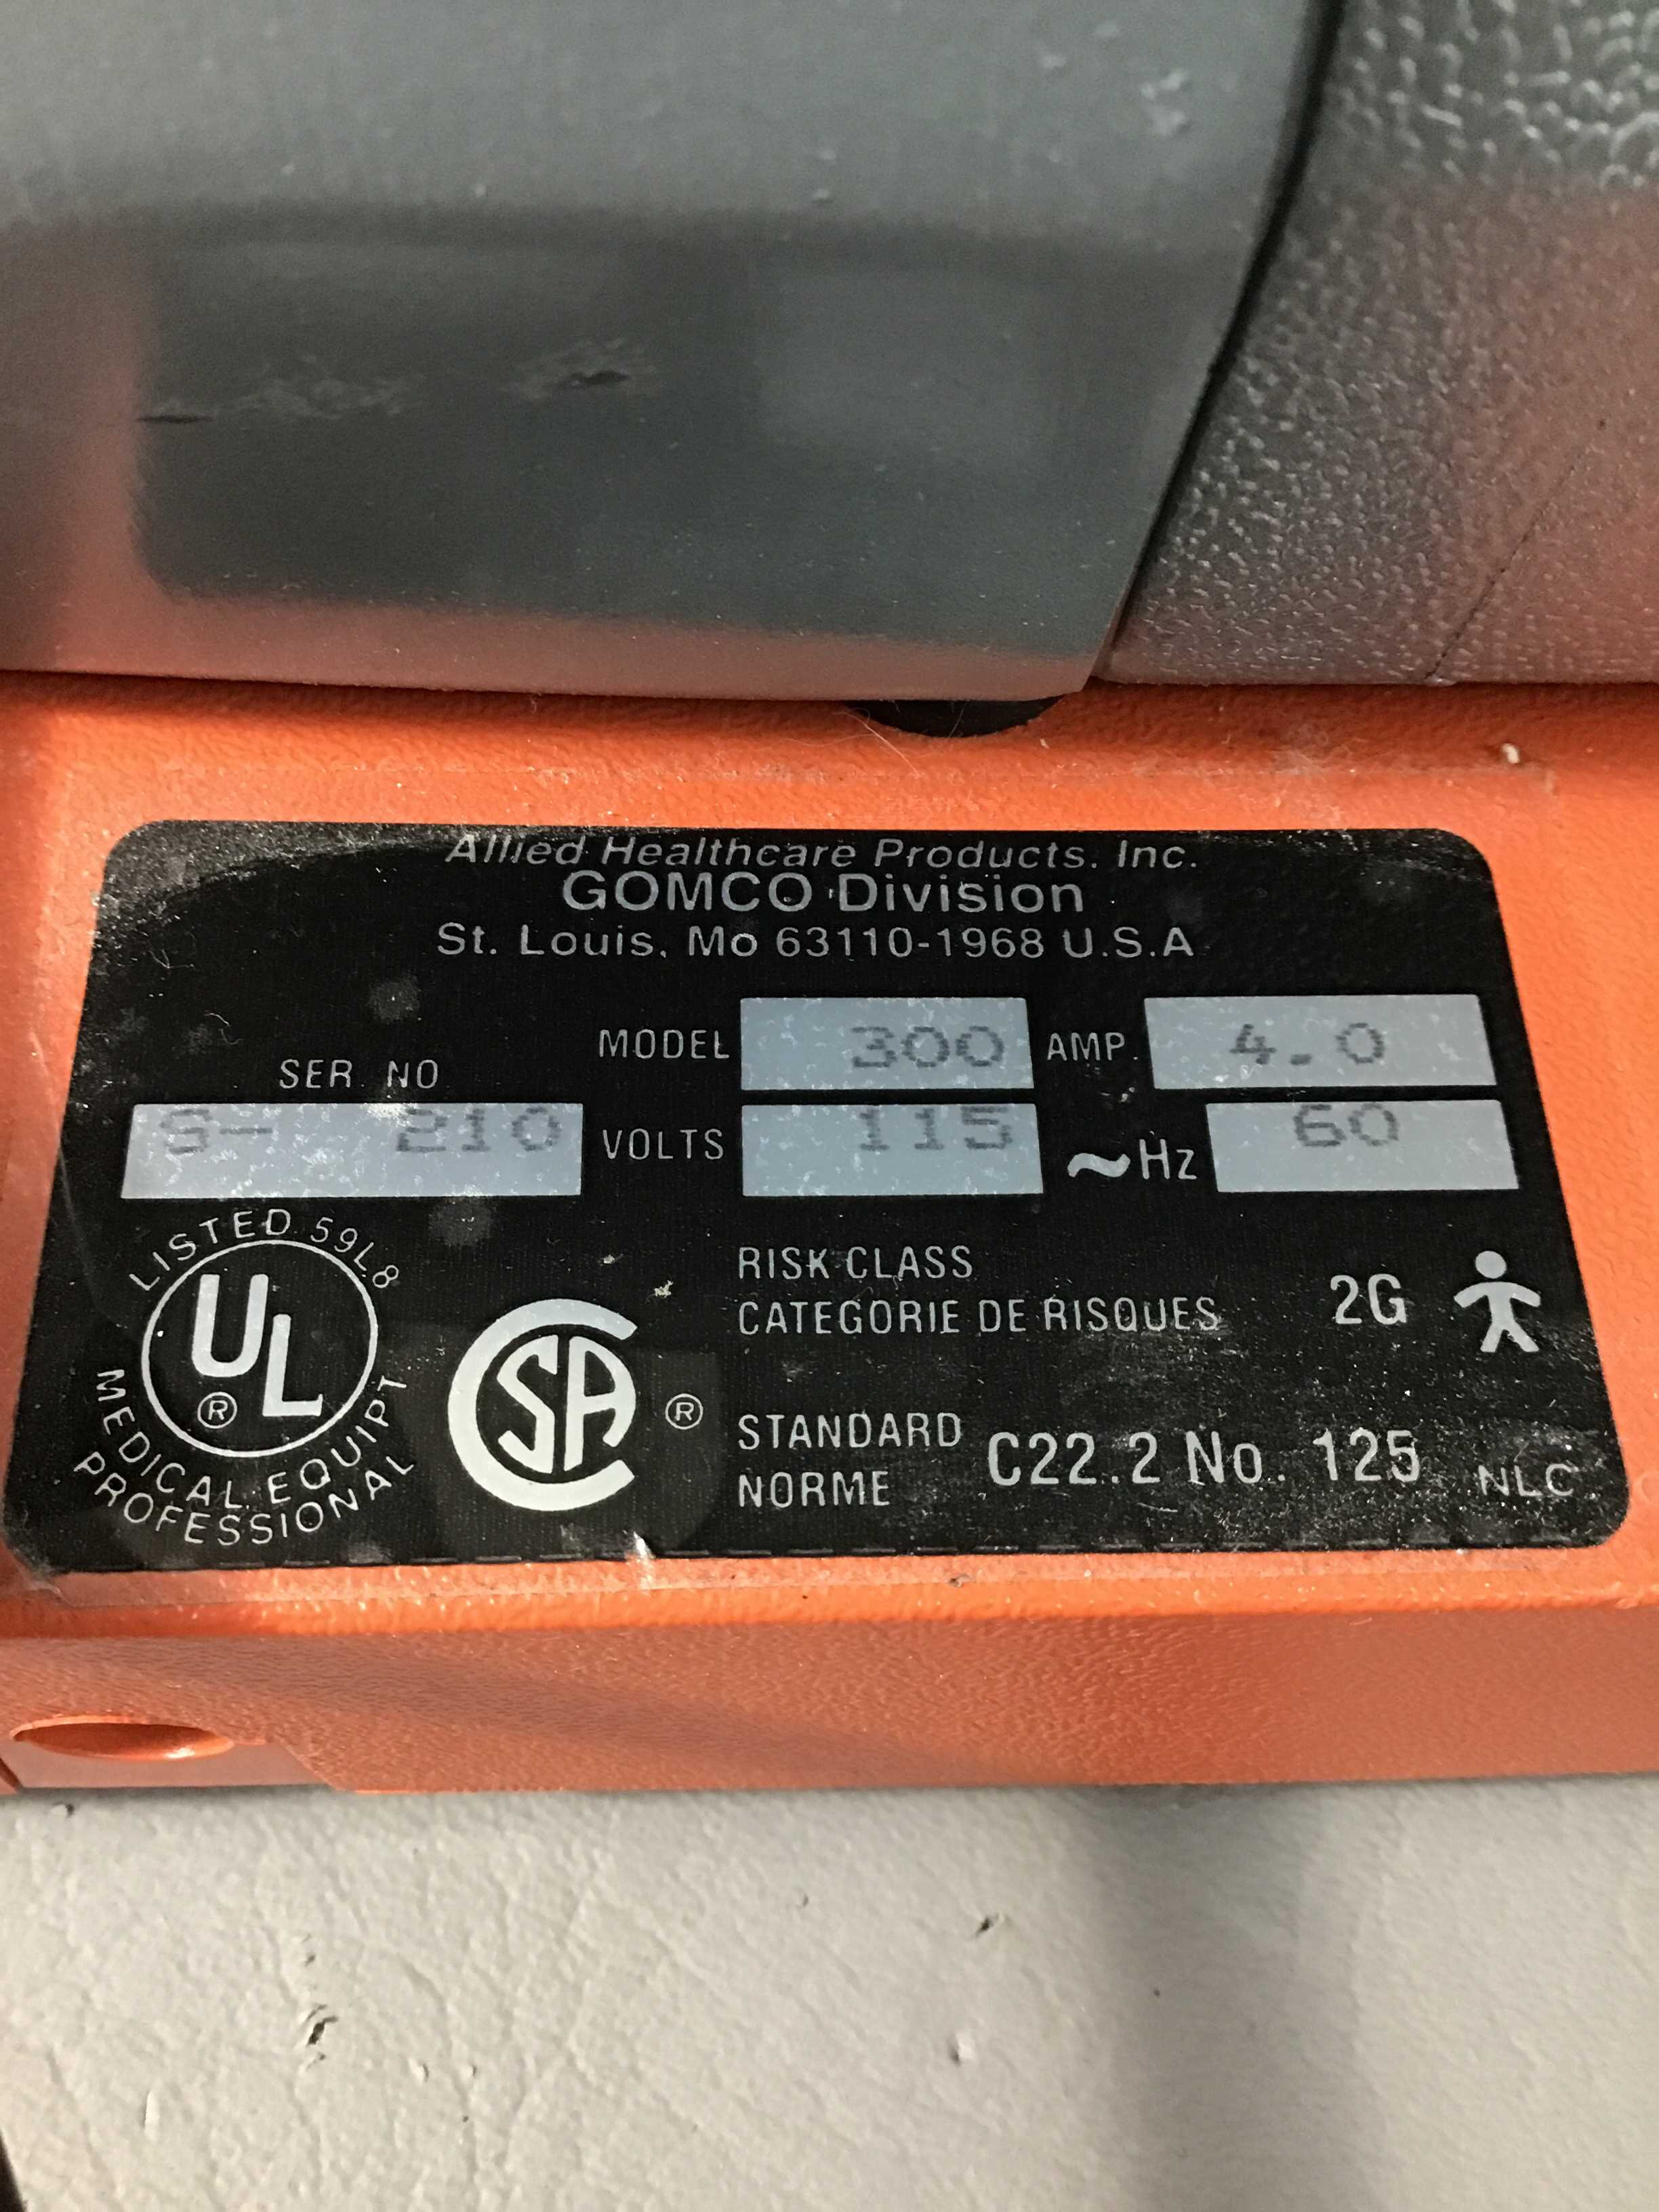 Allied Healthcare Products. Inc.
GOMCO Division
St. Louis, Mo 63110-1968 U.S.A
MODEL 300 AMP. 4.0
SER. NO
S- 210 VOLTS 115 ~Hz 60
LISTED 59L8
UL®
MEDICAL EQUIPT
PROFESSIONAL
CSA ®
RISK CLASS
CATEGORIE DE RISQUES 2G
STANDARD
NORME C22.2 No. 125 NLC